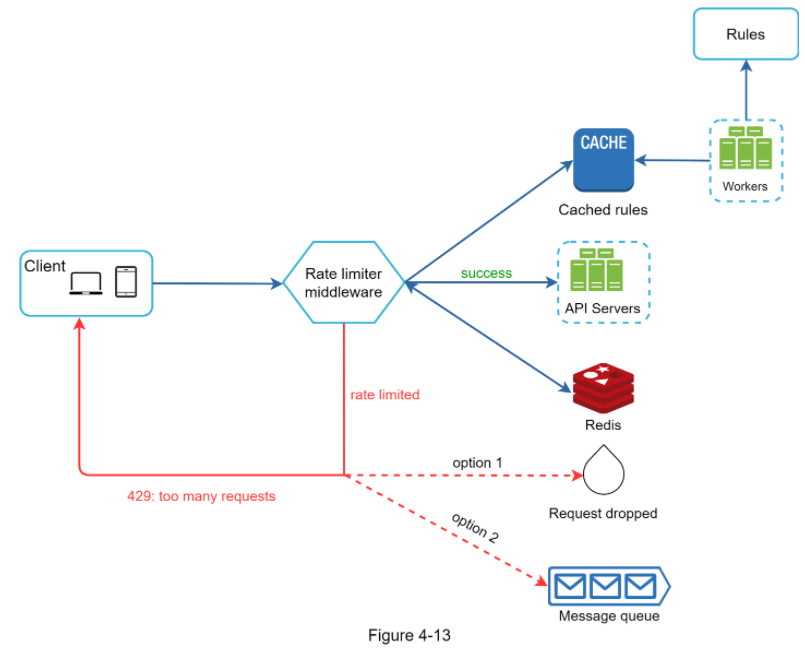 Rules
CACHE
Workers
Cached rules
Client
Rate limiter
middleware
success
API Servers
rate limited
Redis
option 1
429: too many requests
Request dropped
option 2
Message queue
Figure 4-13